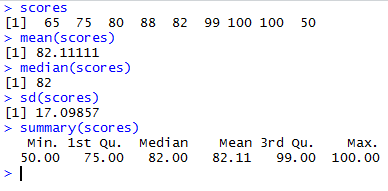 > scores
[1]  65  75  80  88  82  99 100 100  50
> mean(scores)
[1] 82.11111
> median(scores)
[1] 82
> sd(scores)
[1] 17.09857
> summary(scores)
   Min. 1st Qu.  Median    Mean 3rd Qu.    Max.
  50.00   75.00   82.00   82.11   99.00  100.00
>